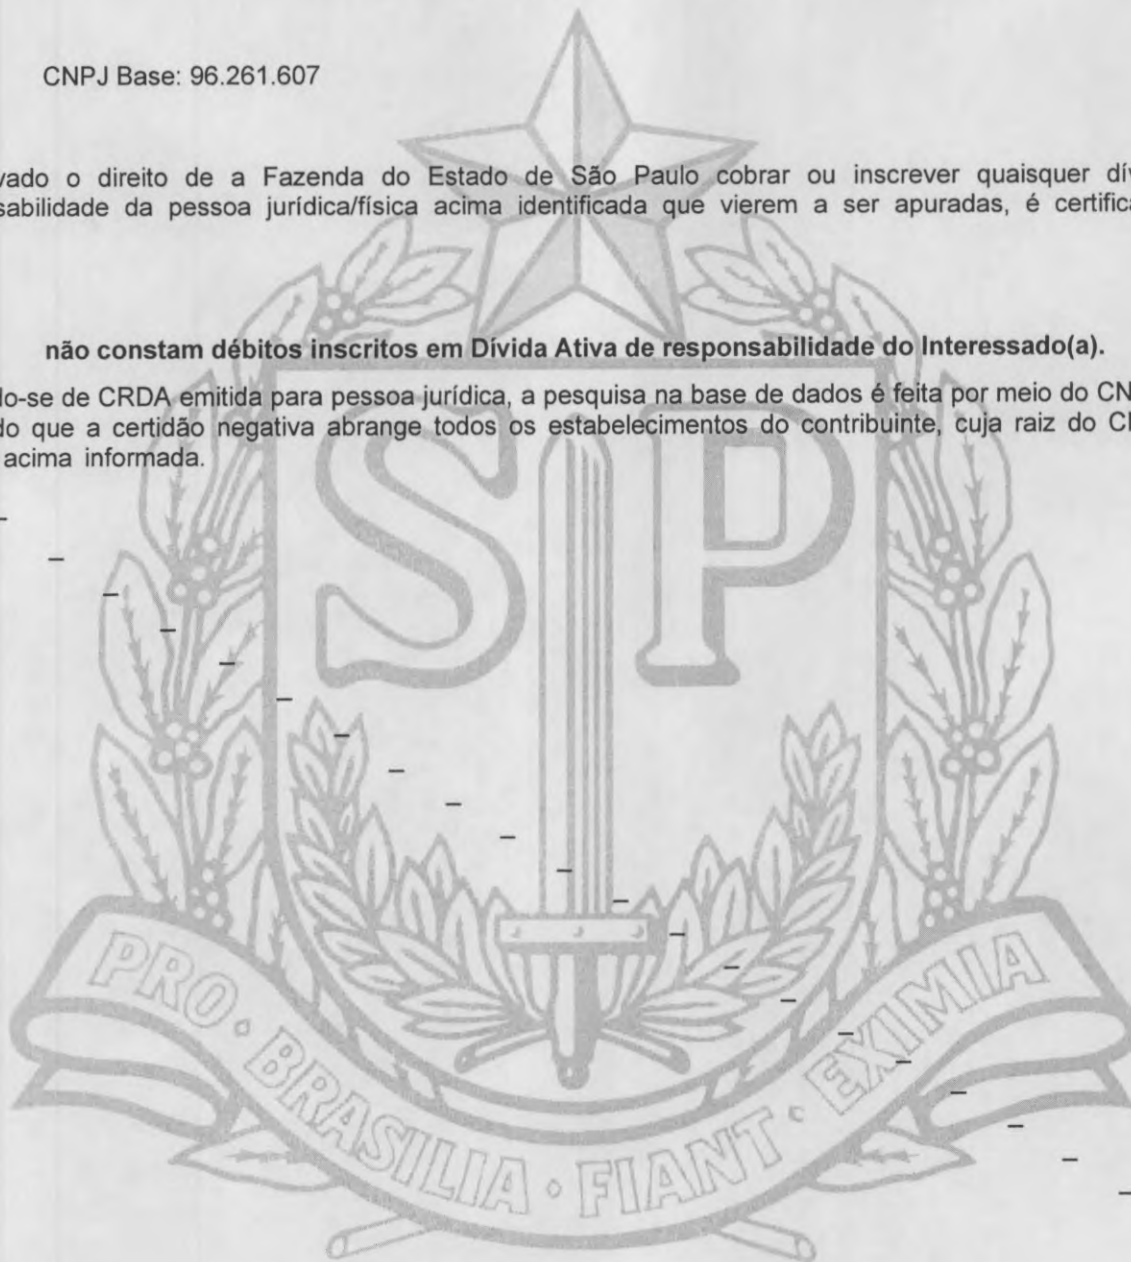 CNPJ Base: 96.261.607
vado o direito de a Fazenda do Estado de São Paulo cobrar ou inscrever quaisquer dív
sabilidade da pessoa jurídica/física acima identificada que vierem a ser apuradas, é certifica
não constam débitos inscritos em Dívida Ativa de responsabilidade do Interessado(a).
do-se de CRDA emitida para pessoa jurídica, a pesquisa na base de dados é feita por meio do CN
do que a certidão negativa abrange todos os estabelecimentos do contribuinte, cuja raiz do C
acima informada.
SP
PRO · BRASILIA · FIANT · EXIMIA